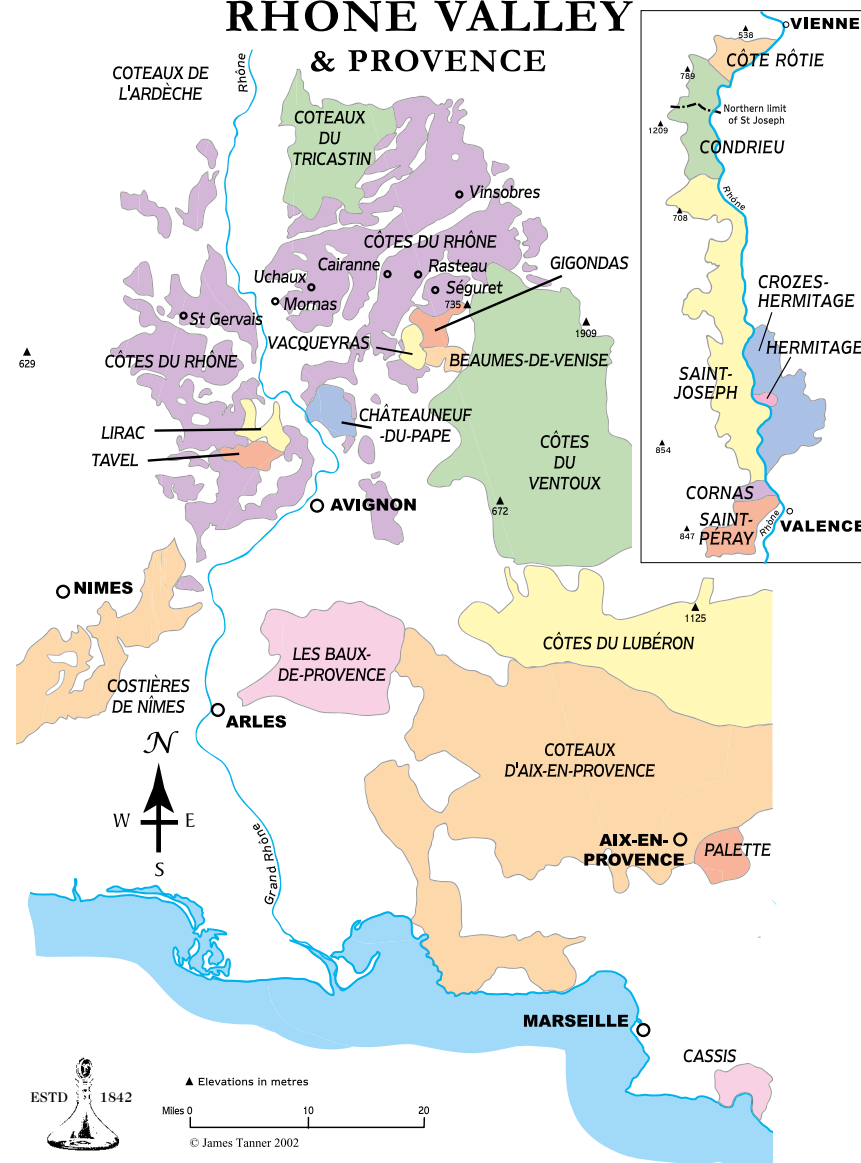 RHONE VALLEY
& PROVENCE
COTEAUX DE
L'ARDÈCHE
Rhône
COTEAUX
DU
TRICASTIN
Vinsobres
CÔTES DU RHÔNE
Cairanne
Rasteau
GIGONDAS
Uchaux
Séguret
Mornas
735
St Gervais
1909
VACQUEYRAS
629
CÔTES DU RHÔNE
BEAUMES-DE-VENISE
CHÂTEAUNEUF
-DU-PAPE
LIRAC
TAVEL
CÔTES
DU
VENTOUX
672
AVIGNON
NIMES
1125
CÔTES DU LUBÉRON
LES BAUX-
DE-PROVENCE
COSTIÈRES
DE NÎMES
ARLES
COTEAUX
D'AIX-EN-PROVENCE
N
W
E
S
AIX-EN-
PROVENCE
PALETTE
Grand Rhône
MARSEILLE
CASSIS
ESTD
1842
Elevations in metres
Miles 0
10
20
© James Tanner 2002
VIENNE
538
CÔTE RÔTIE
789
Northern limit
of St Joseph
1209
CONDRIEU
Rhône
708
CROZES-
HERMITAGE
HERMITAGE
SAINT-
JOSEPH
854
CORNAS
SAINT-
PÉRAY
847
Rhône
VALENCE